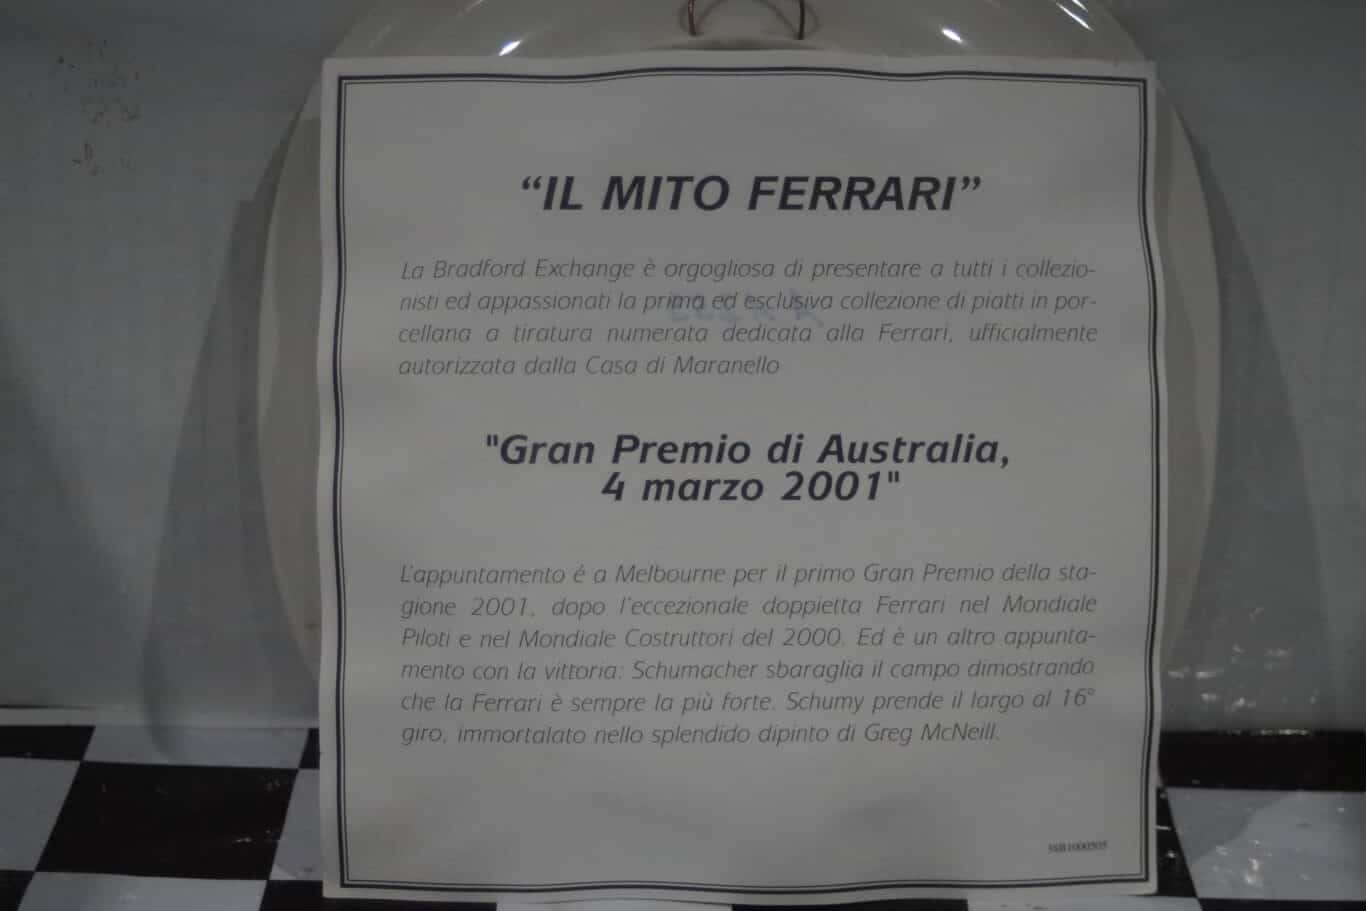 “IL MITO FERRARI”
La Bradford Exchange è orgogliosa di presentare a tutti i collezio-
nisti ed appassionati la prima ed esclusiva collezione di piatti in por-
cellana a tiratura numerata dedicata alla Ferrari, ufficialmente
autorizzata dalla Casa di Maranello
"Gran Premio di Australia,
4 marzo 2001"
L'appuntamento é a Melbourne per il primo Gran Premio della sta-
gione 2001, dopo l'eccezionale doppietta Ferrari nel Mondiale
Piloti e nel Mondiale Costruttori del 2000. Ed è un altro appunta-
mento con la vittoria: Schumacher sbaraglia il campo dimostrando
che la Ferrari è sempre la più forte. Schumy prende il largo al 16°
giro, immortalato nello splendido dipinto di Greg McNeill.